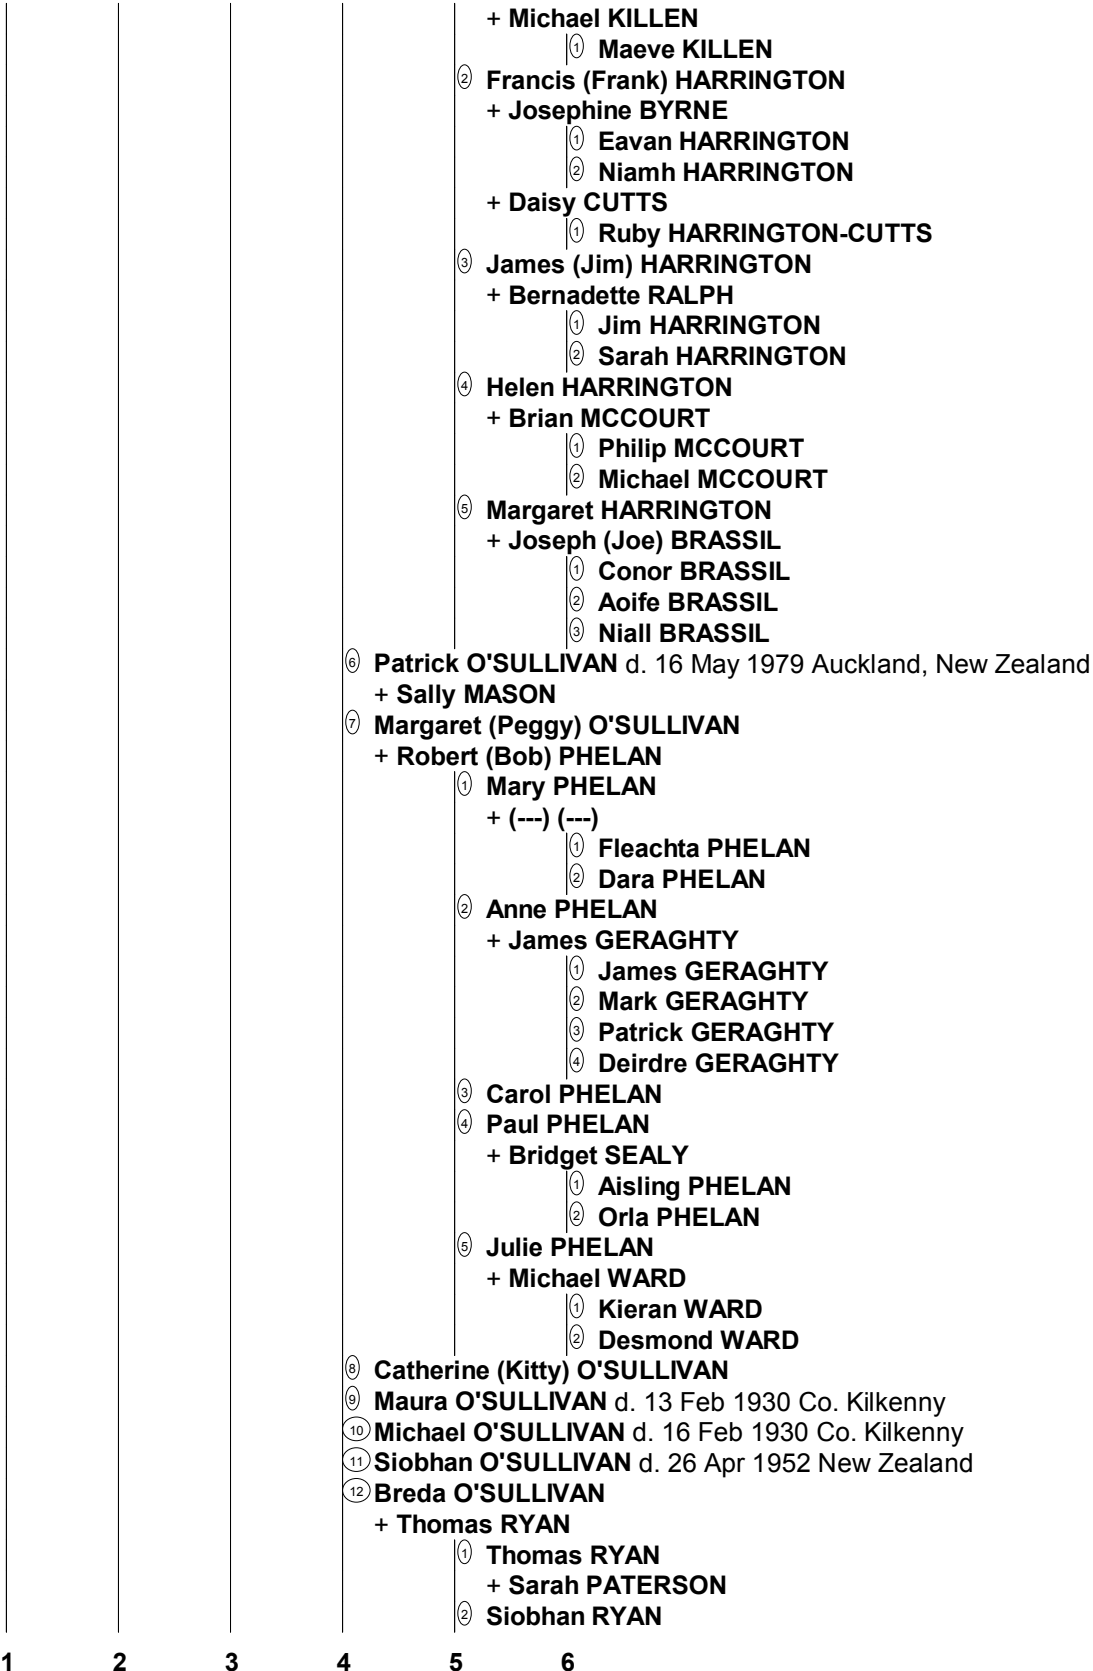 + Michael KILLEN
1 Maeve KILLEN
2 Francis (Frank) HARRINGTON
+ Josephine BYRNE
1 Eavan HARRINGTON
2 Niamh HARRINGTON
+ Daisy CUTTS
1 Ruby HARRINGTON-CUTTS
3 James (Jim) HARRINGTON
+ Bernadette RALPH
1 Jim HARRINGTON
2 Sarah HARRINGTON
4 Helen HARRINGTON
+ Brian MCCOURT
1 Philip MCCOURT
2 Michael MCCOURT
5 Margaret HARRINGTON
+ Joseph (Joe) BRASSIL
1 Conor BRASSIL
2 Aoife BRASSIL
3 Niall BRASSIL
6 Patrick O'SULLIVAN d. 16 May 1979 Auckland, New Zealand
+ Sally MASON
7 Margaret (Peggy) O'SULLIVAN
+ Robert (Bob) PHELAN
1 Mary PHELAN
+ (---) (---)
1 Fleachta PHELAN
2 Dara PHELAN
2 Anne PHELAN
+ James GERAGHTY
1 James GERAGHTY
2 Mark GERAGHTY
3 Patrick GERAGHTY
4 Deirdre GERAGHTY
3 Carol PHELAN
4 Paul PHELAN
+ Bridget SEALY
1 Aisling PHELAN
2 Orla PHELAN
5 Julie PHELAN
+ Michael WARD
1 Kieran WARD
2 Desmond WARD
8 Catherine (Kitty) O'SULLIVAN
9 Maura O'SULLIVAN d. 13 Feb 1930 Co. Kilkenny
10 Michael O'SULLIVAN d. 16 Feb 1930 Co. Kilkenny
11 Siobhan O'SULLIVAN d. 26 Apr 1952 New Zealand
12 Breda O'SULLIVAN
+ Thomas RYAN
1 Thomas RYAN
+ Sarah PATERSON
2 Siobhan RYAN
1 2 3 4 5 6